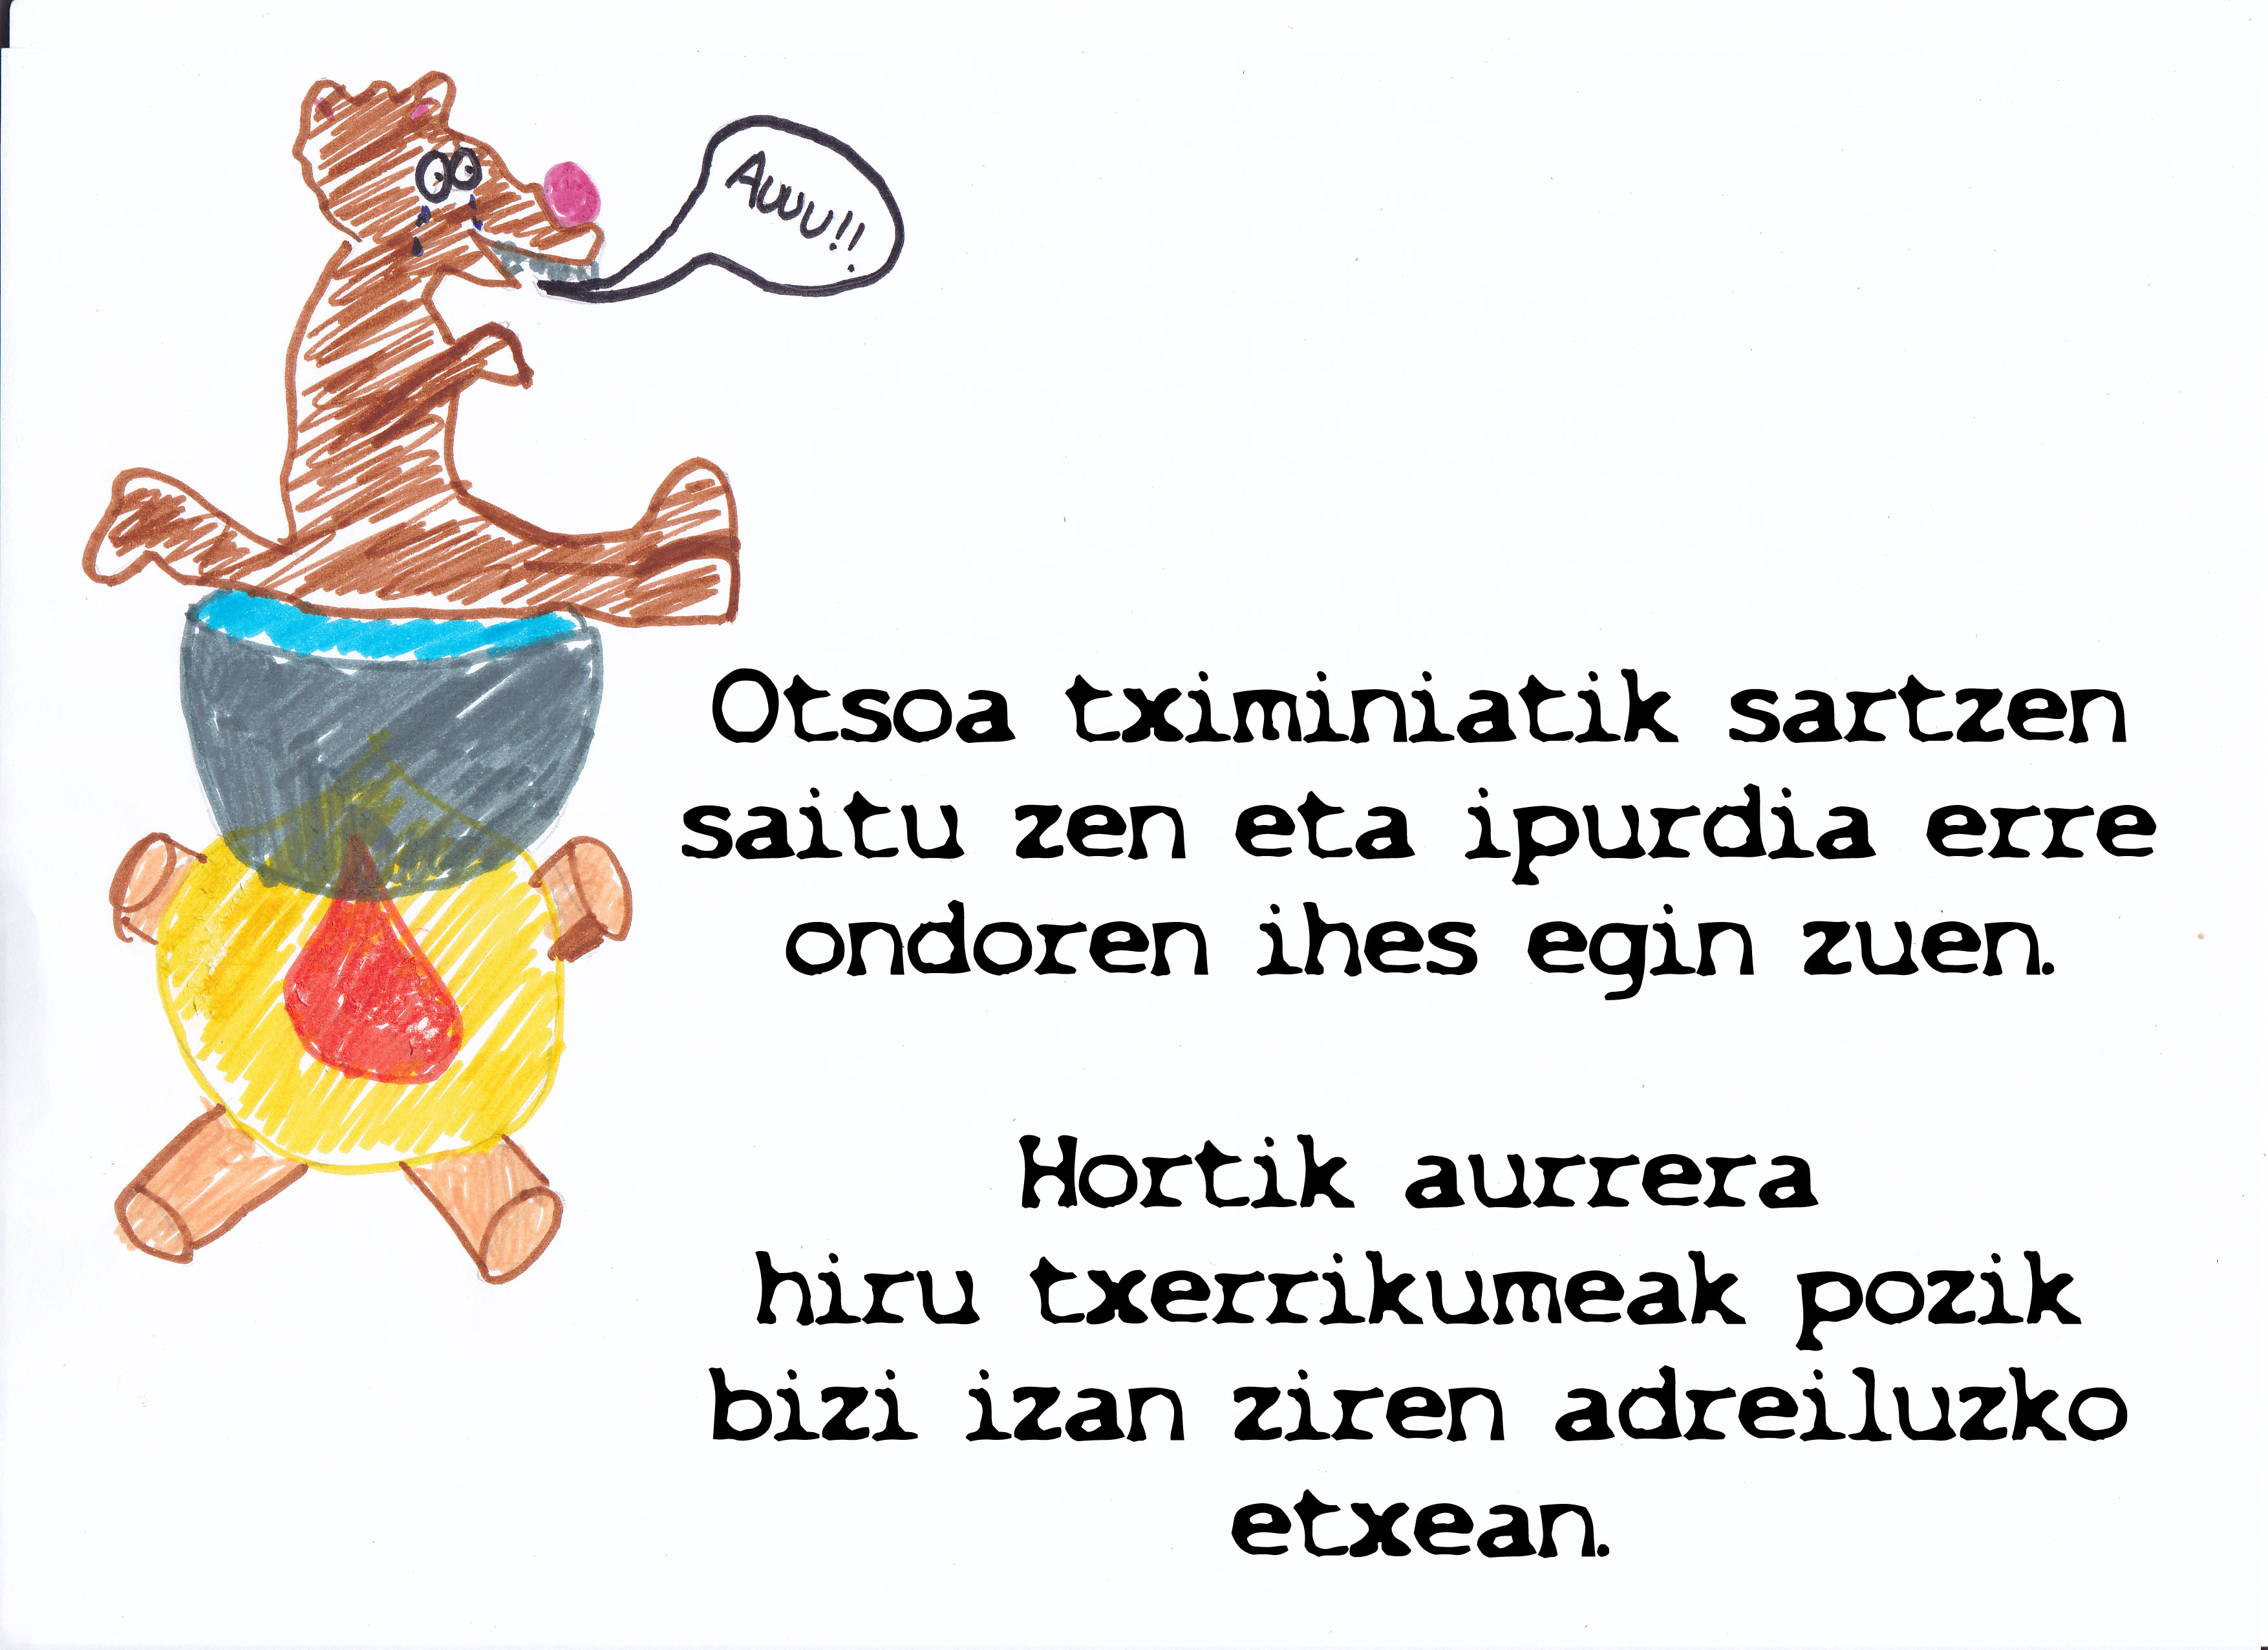 Auuu!!
Otsoa tximiniatik sartzen
saitu zen eta ipurdia erre
ondoren ihes egin zuen.
Hortik aurrera
hiru txerrikumeak pozik
bizi izan ziren adreiluzko
etxean.